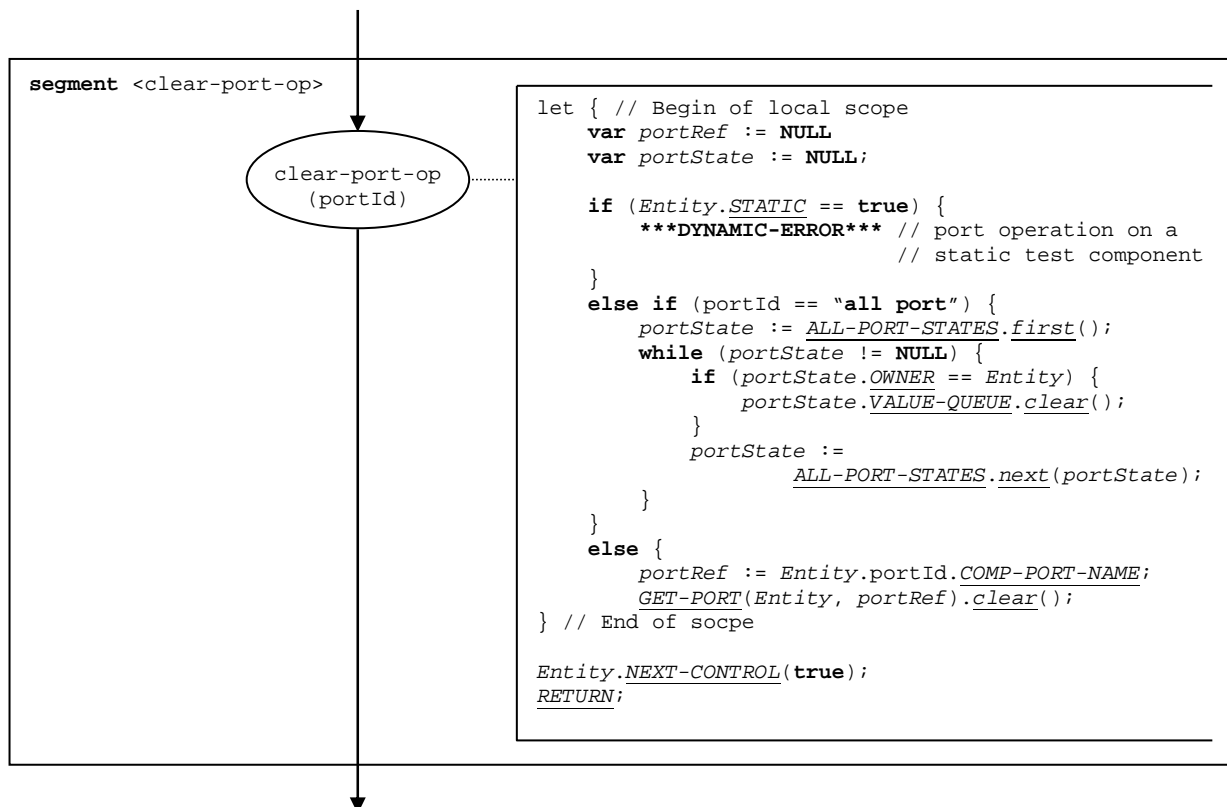 segment <clear-port-op>
clear-port-op
(portId)
let { // Begin of local scope
var portRef := NULL
var portState := NULL;
if (Entity.STATIC == true) {
***DYNAMIC-ERROR*** // port operation on a
// static test component
}
else if (portId == “all port”) {
portState := ALL-PORT-STATES.first();
while (portState != NULL) {
if (portState.OWNER == Entity) {
portState.VALUE-QUEUE.clear();
}
portState :=
ALL-PORT-STATES.next(portState);
}
}
else {
portRef := Entity.portId.COMP-PORT-NAME;
GET-PORT(Entity, portRef).clear();
} // End of socpe
Entity.NEXT-CONTROL(true);
RETURN;